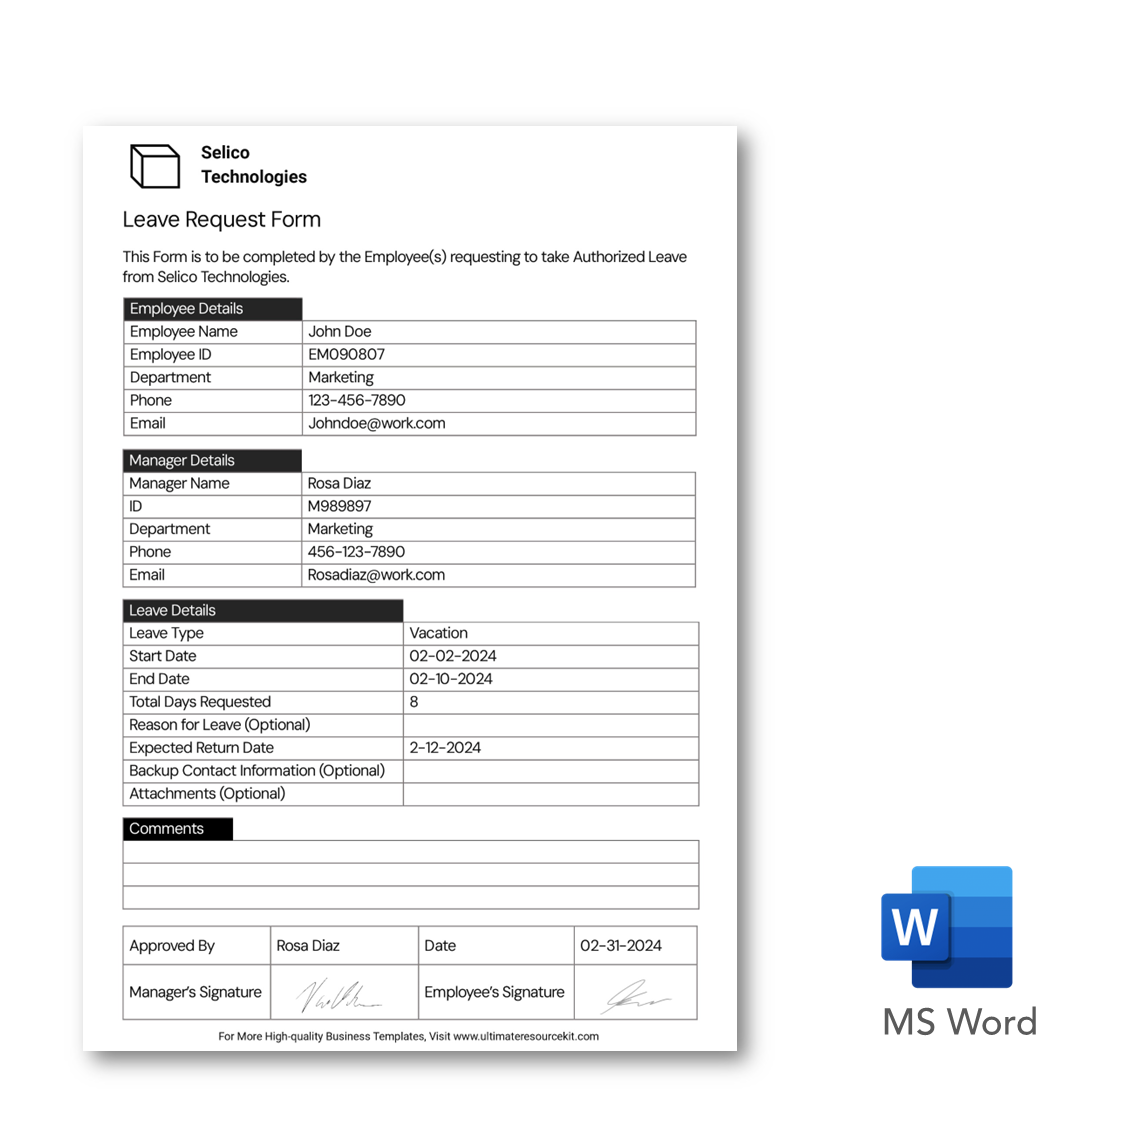 Selico
Technologies
Leave Request Form
This Form is to be completed by the Employee(s) requesting to take Authorized Leave
from Selico Technologies.
Employee Details
Employee Name John Doe
Employee ID EM090807
Department Marketing
Phone 123-456-7890
Email Johndoe@work.com
Manager Details
Manager Name Rosa Diaz
ID M989897
Department Marketing
Phone 456-123-7890
Email Rosadiaz@work.com
Leave Details
Leave Type Vacation
Start Date 02-02-2024
End Date 02-10-2024
Total Days Requested 8
Reason for Leave (Optional)
Expected Return Date 2-12-2024
Backup Contact Information (Optional)
Attachments (Optional)
Comments
Approved By Rosa Diaz Date 02-31-2024
Manager's Signature Employee's Signature
For More High-quality Business Templates, Visit www.ultimateresourcekit.com
W
MS Word